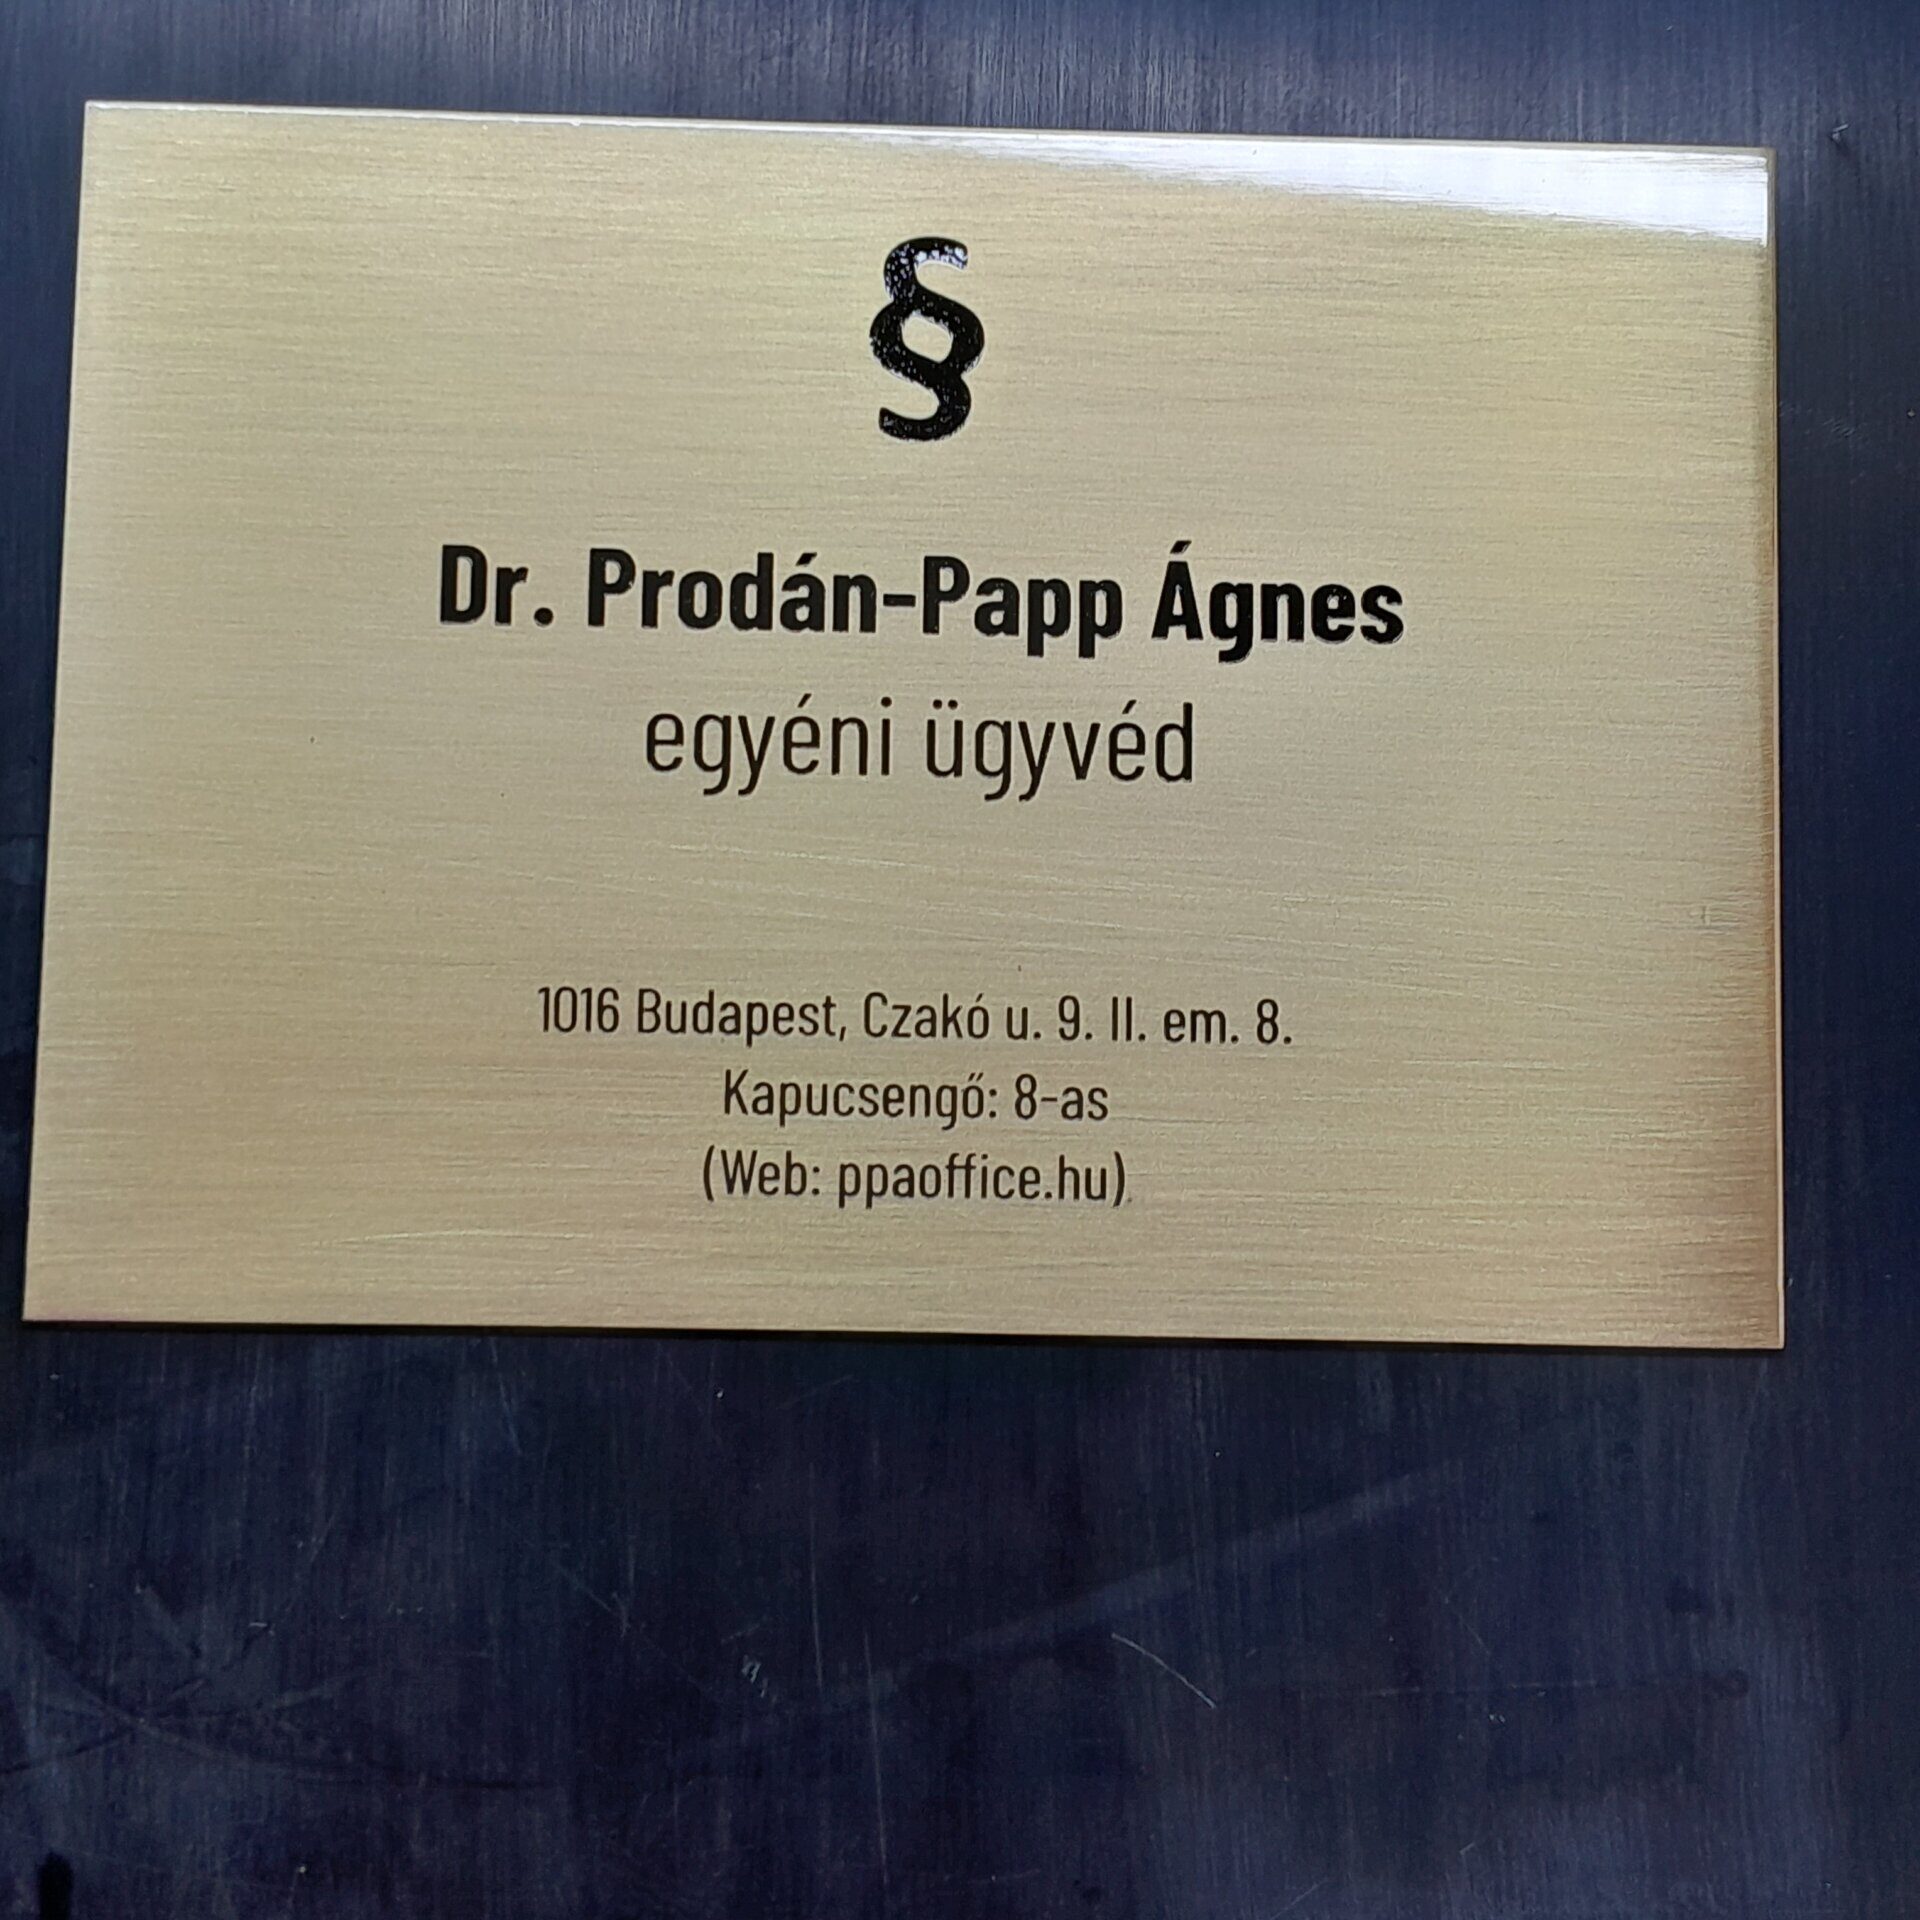 §
Dr. Prodán-Papp Ágnes
egyéni ügyvéd
1016 Budapest, Czakó u. 9. II. em. 8.
Kapucsengő: 8-as
(Web: ppaoffice.hu)